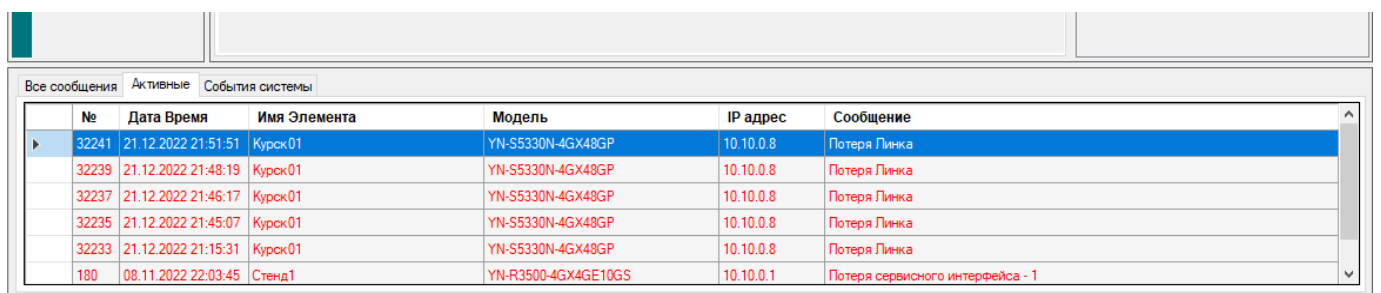 Все сообщения Активные События системы
№ Дата Время Имя Элемента Модель IP адрес Сообщение
32241 21.12.2022 21:51:51 Курск01 YN-S5330N-4GX48GP 10.10.0.8 Потеря Линка
32239 21.12.2022 21:48:19 Курск01 YN-S5330N-4GX48GP 10.10.0.8 Потеря Линка
32237 21.12.2022 21:46:17 Курск01 YN-S5330N-4GX48GP 10.10.0.8 Потеря Линка
32235 21.12.2022 21:45:07 Курск01 YN-S5330N-4GX48GP 10.10.0.8 Потеря Линка
32233 21.12.2022 21:15:31 Курск01 YN-S5330N-4GX48GP 10.10.0.8 Потеря Линка
180 08.11.2022 22:03:45 Стенд1 YN-R3500-4GX4GE10GS 10.10.0.1 Потеря сервисного интерфейса - 1